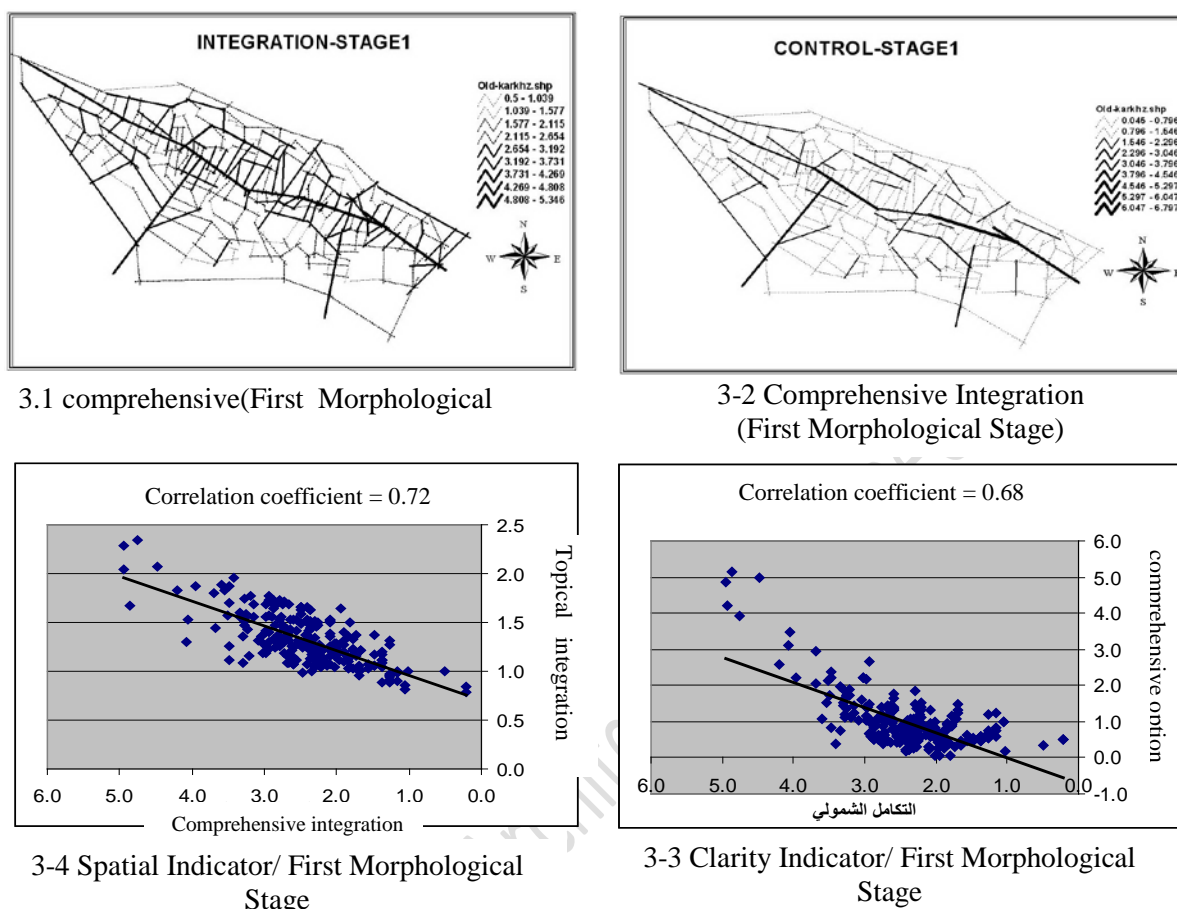 INTEGRATION-STAGE1
Old-karkhz.shp
0.5 - 1.039
1.039 - 1.577
1.577 - 2.115
2.115 - 2.654
2.654 - 3.192
3.192 - 3.731
3.731 - 4.269
4.269 - 4.808
4.808 - 5.346
N
W E
S
3.1 comprehensive(First Morphological
CONTROL-STAGE1
Old-karkhz.shp
0.045 - 0.796
0.796 - 1.546
1.546 - 2.296
2.296 - 3.046
3.046 - 3.796
3.796 - 4.546
4.546 - 5.297
5.297 - 6.047
6.047 - 6.797
N
W E
S
3-2 Comprehensive Integration
(First Morphological Stage)
Correlation coefficient = 0.72
2.5
2.0
1.5
1.0
0.5
0.0
Topical integration
6.0 5.0 4.0 3.0 2.0 1.0 0.0
Comprehensive integration
3-4 Spatial Indicator/ First Morphological
Stage
Correlation coefficient = 0.68
6.0
5.0
4.0
3.0
2.0
1.0
0.0
-1.0
comprehensive option
6.0 5.0 4.0 3.0 2.0 1.0 0.0
التكامل الشمولي
3-3 Clarity Indicator/ First Morphological
Stage